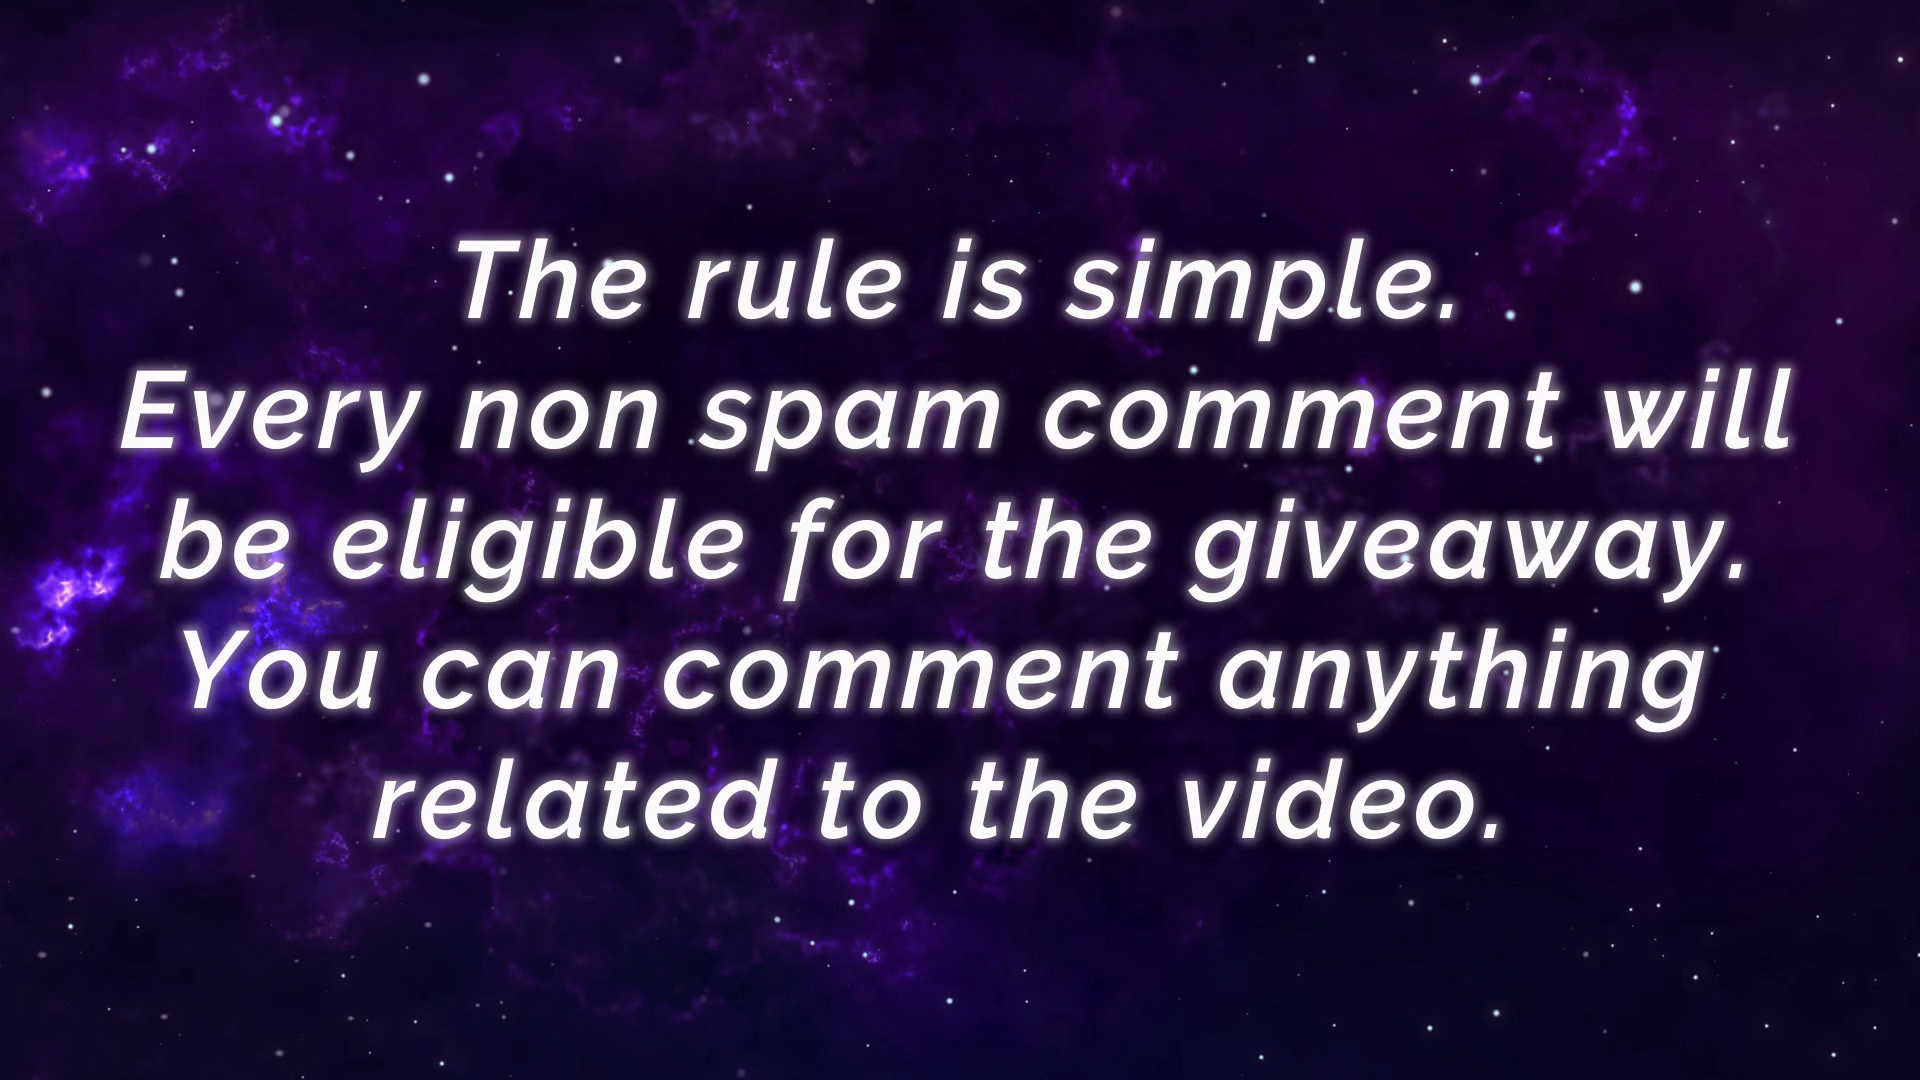 The rule is simple.
Every non spam comment will
be eligible for the giveaway.
You can comment anything
related to the video.